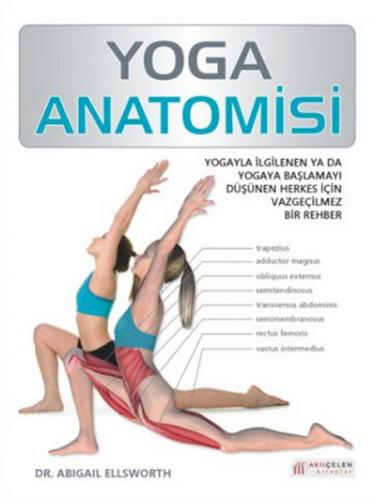 YOGA
ANATOMİSİ
YOGAYLA İLGİLENEN YA DA
YOGAYA BAŞLAMAYI
DÜŞÜNEN HERKES İÇİN
VAZGEÇİLMEZ
BİR REHBER
trapezius
adductor magnus
obliquus externus
semitendinosus
transversus abdominis
semimembranosus
rectus femoris
vastus intermedius
DR. ABIGAIL ELLSWORTH
AKILÇELEN
kitaplar